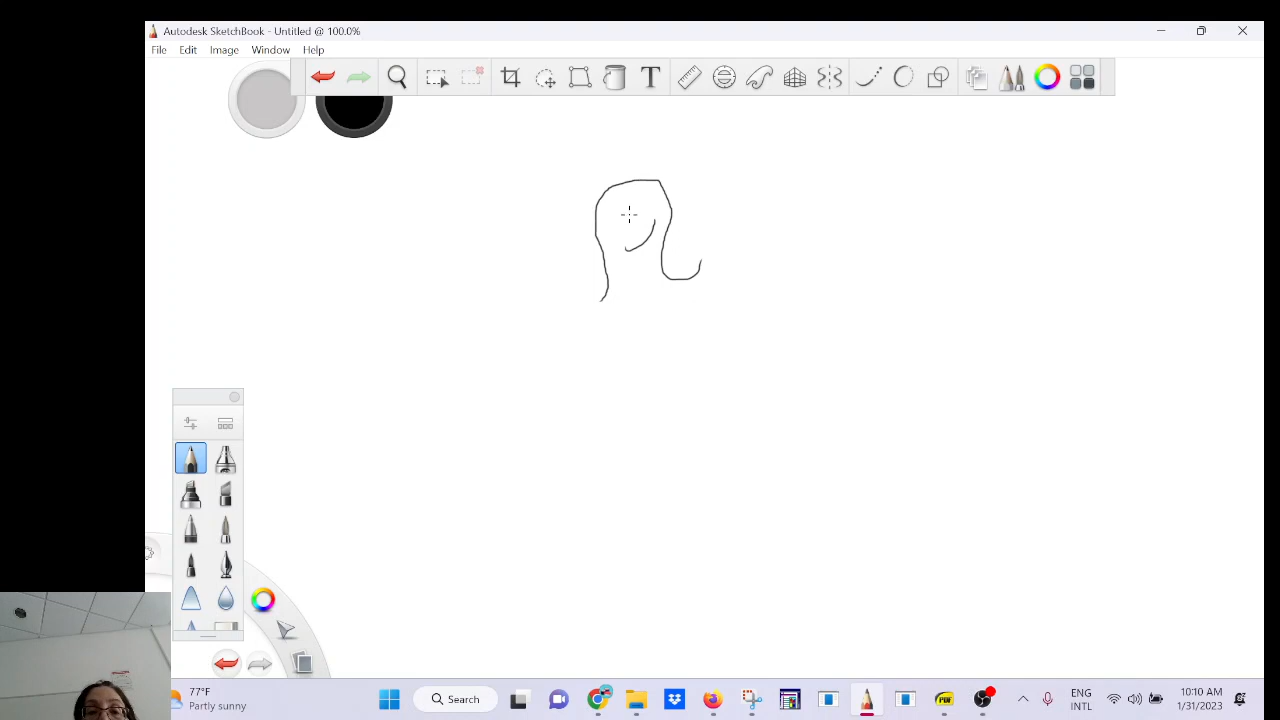 Autodesk SketchBook - Untitled @ 100.0%
File Edit Image Window Help
T
77°F
Partly sunny
Search
ENG
INTL
10:10 AM
1/31/2023